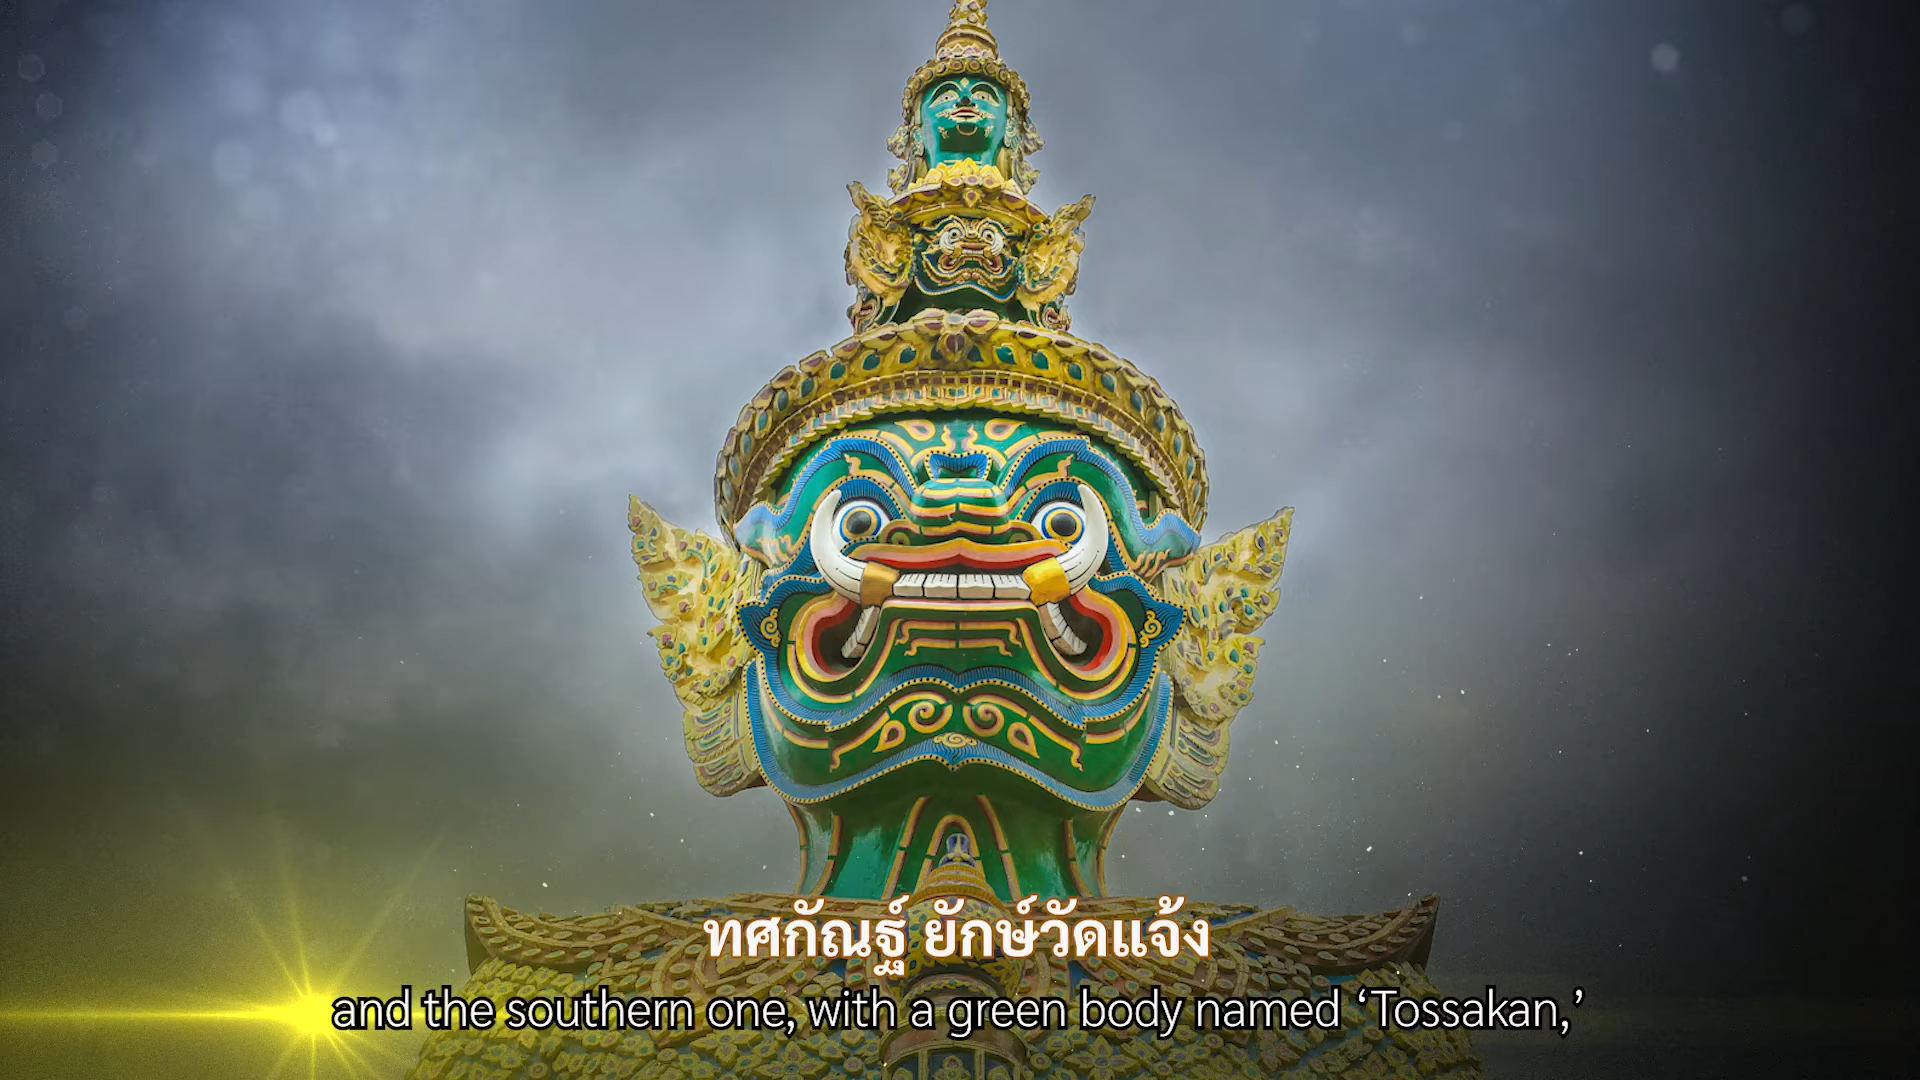 ทศกัณฐ์ ยักษ์วัดแจ้ง
and the southern one, with a green body named ‘Tossakan,’